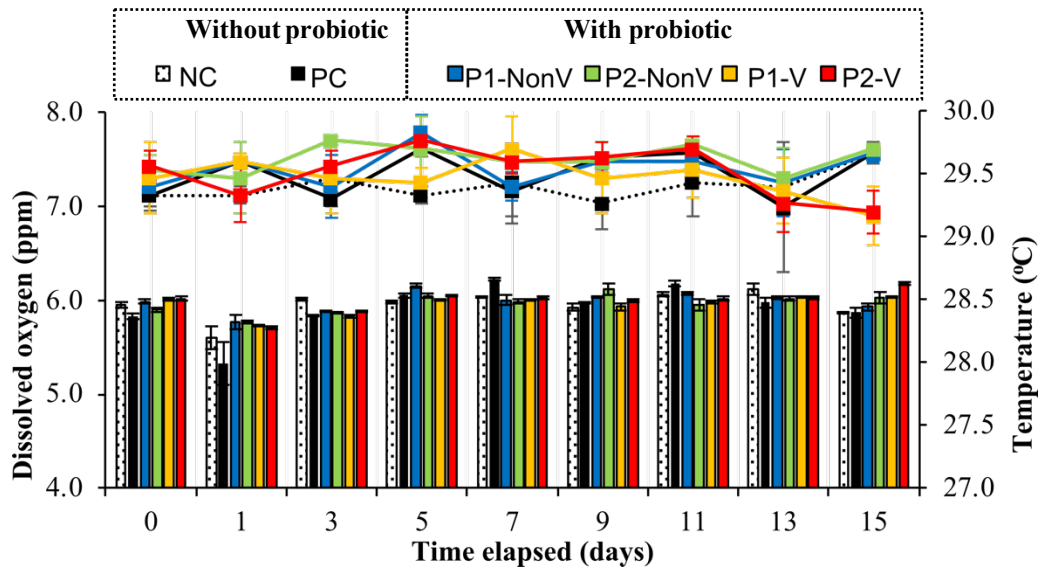 Without probiotic With probiotic
NC PC P1-NonV P2-NonV P1-V P2-V
8.0 30.0
29.5
7.0
29.0
6.0 28.5
28.0
5.0
27.5
4.0 27.0
Dissolved oxygen (ppm)
Temperature (ºC)
0 1 3 5 7 9 11 13 15
Time elapsed (days)